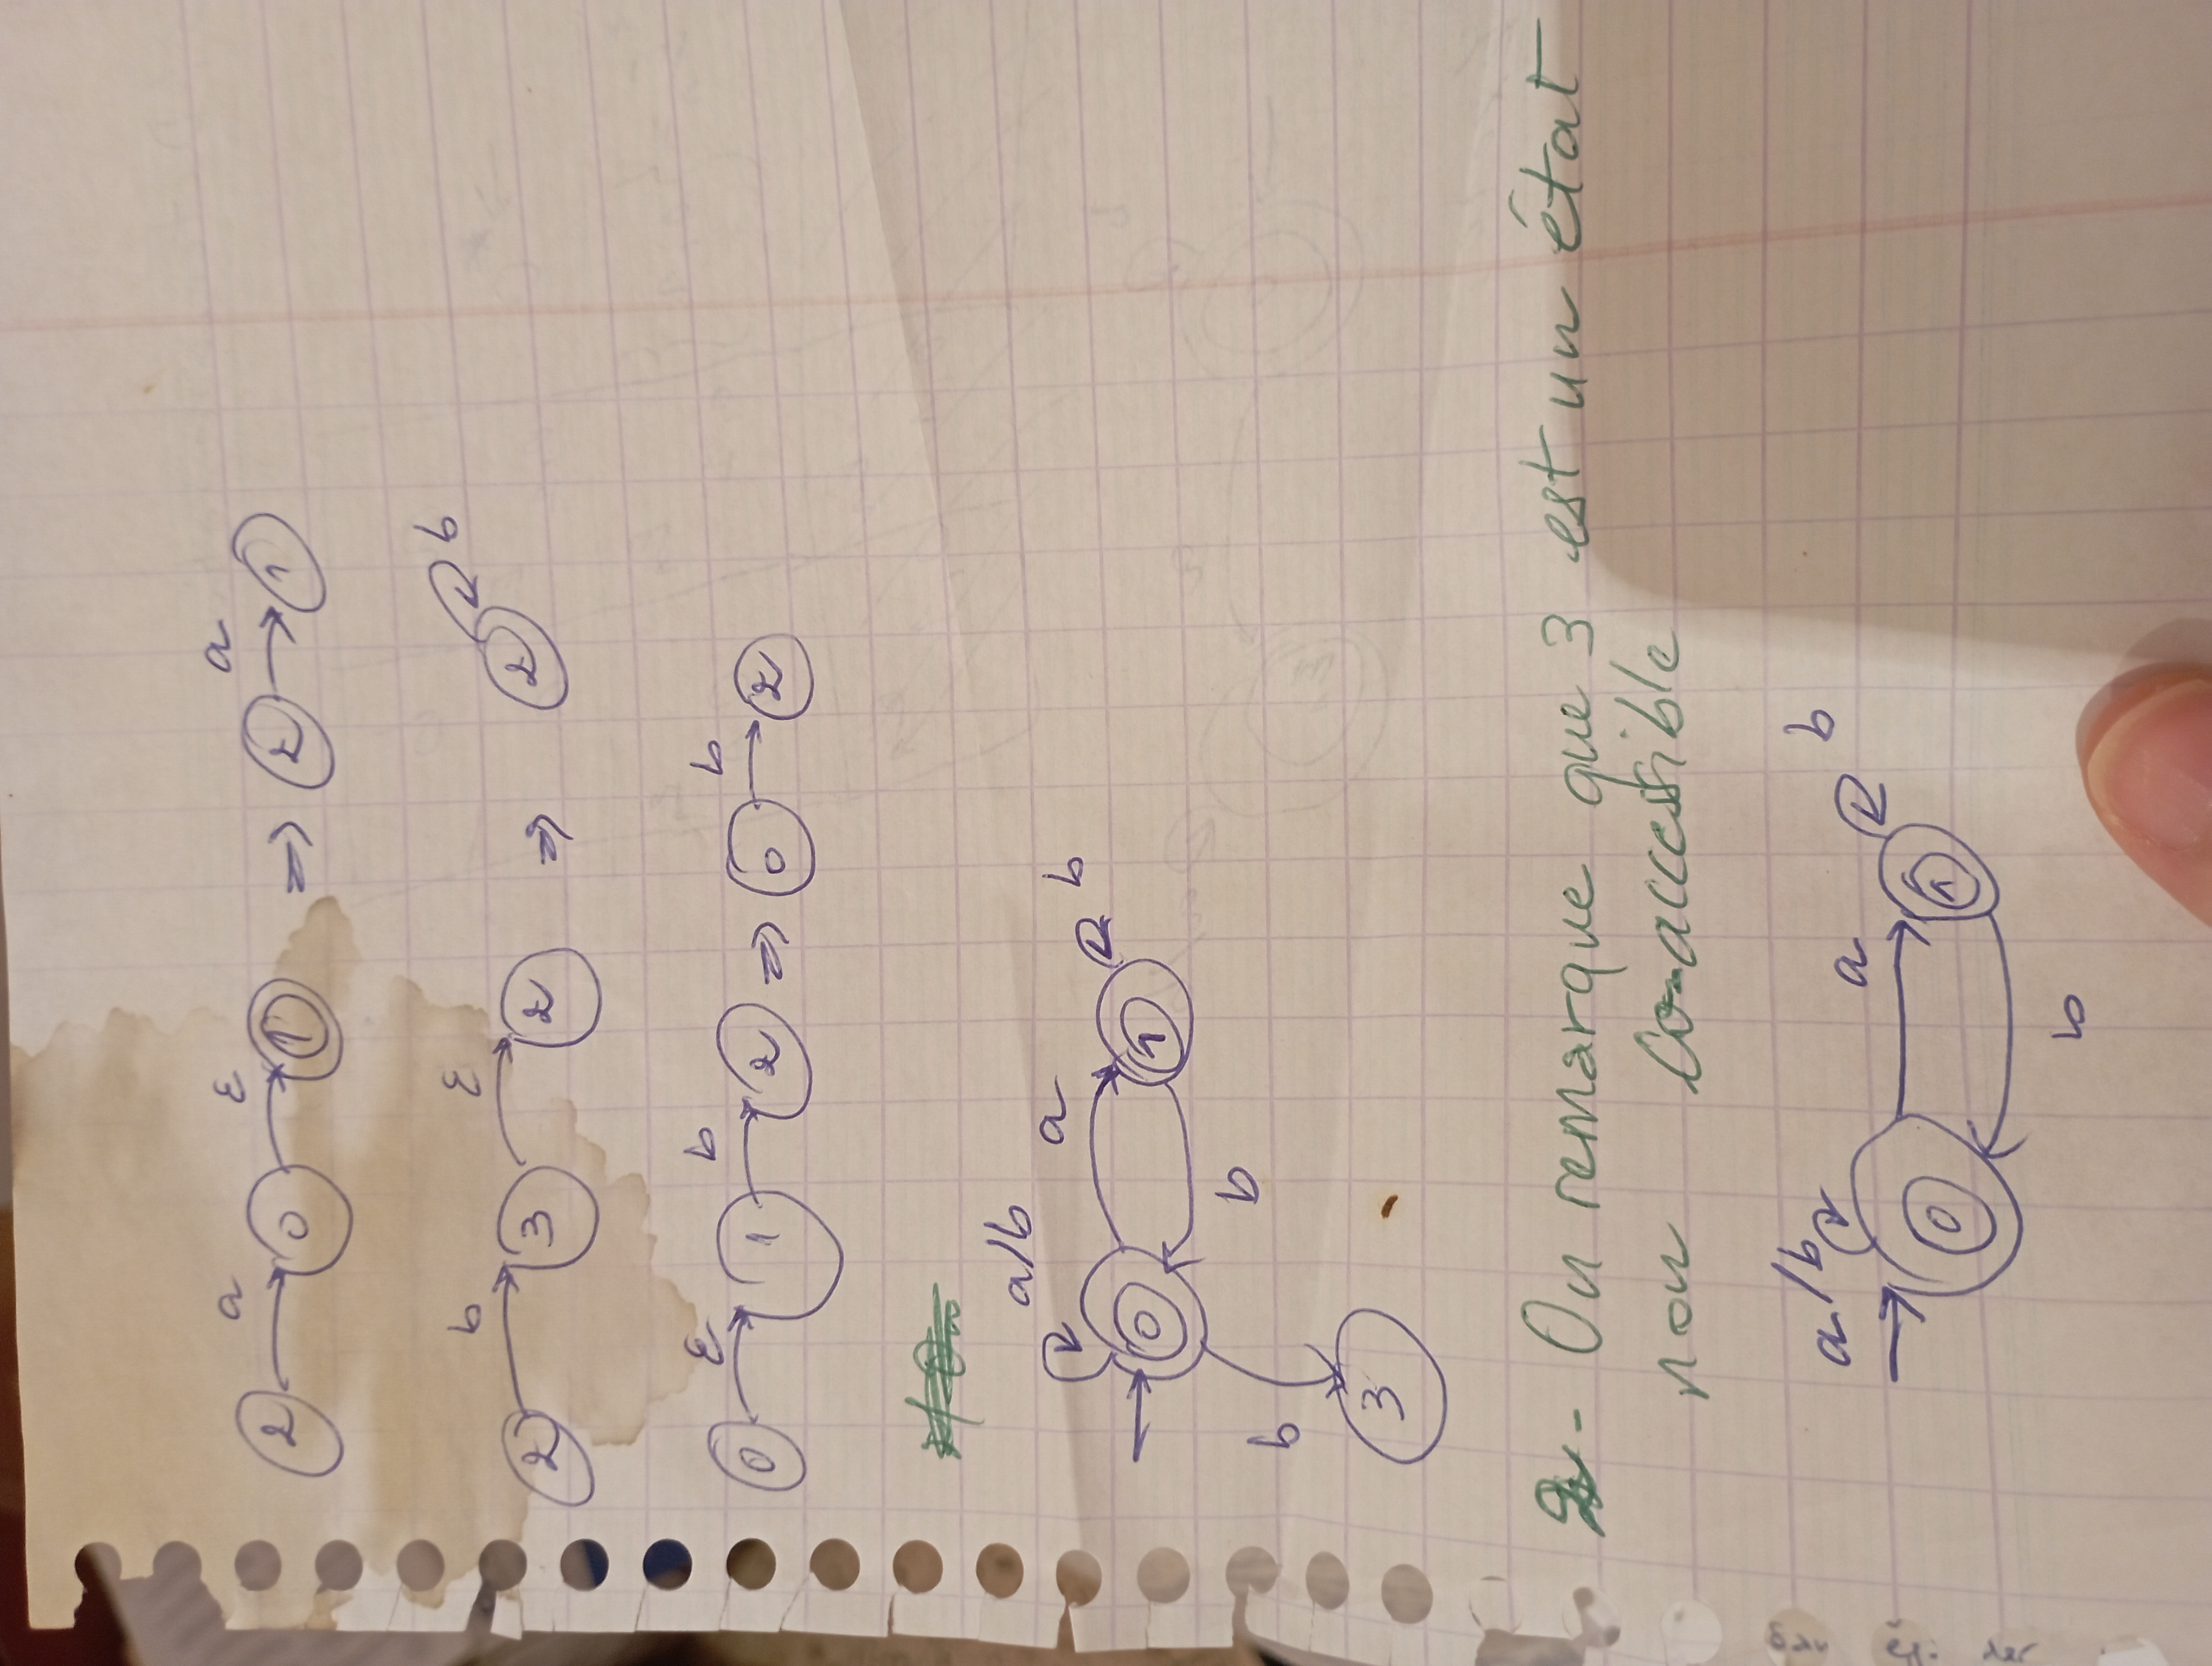 a ε a
2 0 1 ⇒ 2 1
b ε b
2 3 2 ⇒ 2
ε b b
0 1 2 ⇒ 0 2
a/b
a b
0 1
b
b
3
- On remarque que 3 est un état
non co-accessible
a/b a b
0 1
b